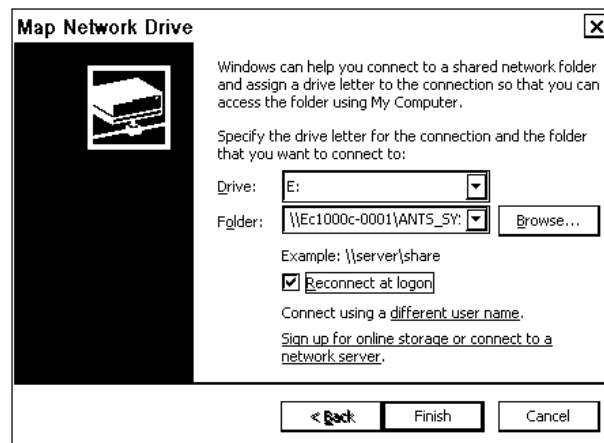 Map Network Drive
Windows can help you connect to a shared network folder
and assign a drive letter to the connection so that you can
access the folder using My Computer.
Specify the drive letter for the connection and the folder
that you want to connect to:
Drive: E:
Folder: \\Ec1000c-0001\ANTS_SY: Browse...
Example: \\server\share
Reconnect at logon
Connect using a different user name.
Sign up for online storage or connect to a
network server.
< Back Finish Cancel